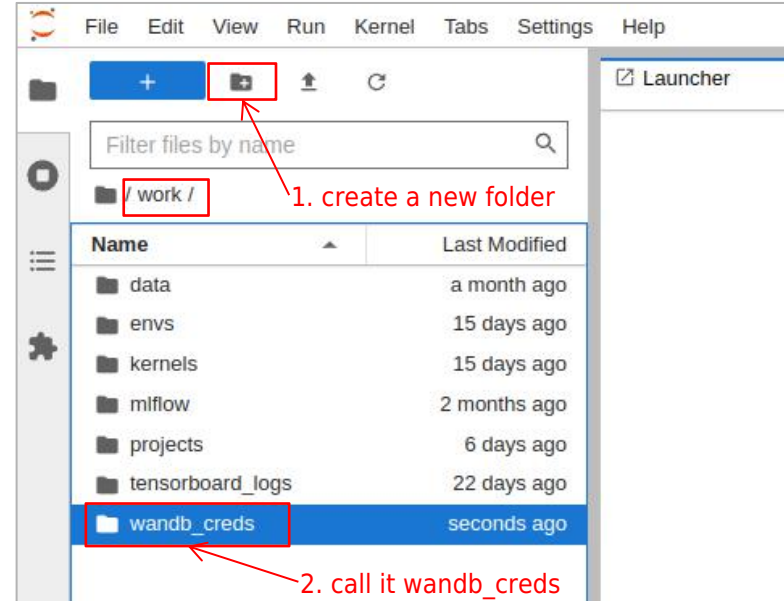 File Edit View Run Kernel Tabs Settings Help
+
Launcher
Filter files by name
/ work /
1. create a new folder
Name Last Modified
data a month ago
envs 15 days ago
kernels 15 days ago
mlflow 2 months ago
projects 6 days ago
tensorboard_logs 22 days ago
wandb_creds seconds ago
2. call it wandb_creds